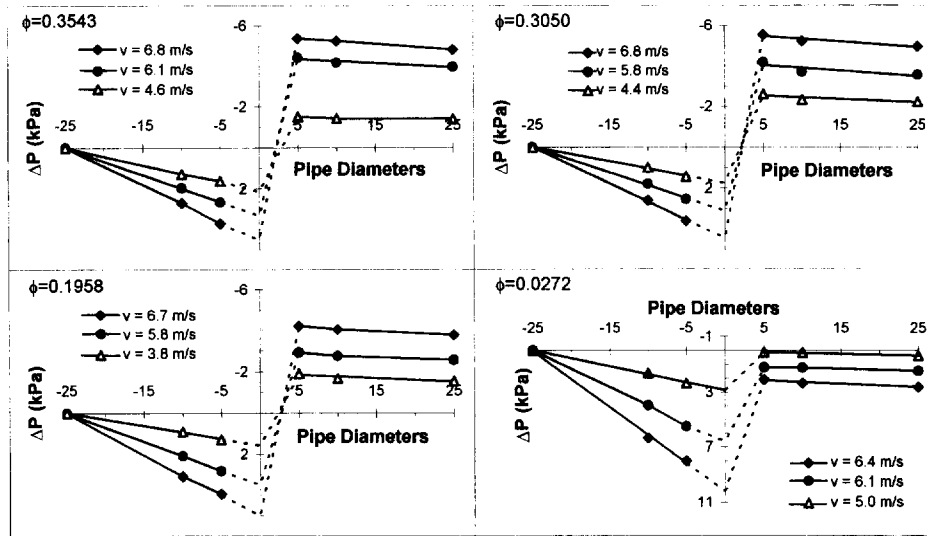 ϕ=0.3543
v = 6.8 m/s
v = 6.1 m/s
v = 4.6 m/s
-6
-2
2
-25
-15
-5
5
15
25
ΔP (kPa)
Pipe Diameters
ϕ=0.3050
v = 6.8 m/s
v = 5.8 m/s
v = 4.4 m/s
-6
-2
2
-25
-15
-5
5
15
25
ΔP (kPa)
Pipe Diameters
ϕ=0.1958
v = 6.7 m/s
v = 5.8 m/s
v = 3.8 m/s
-6
-2
2
-25
-15
-5
5
15
25
ΔP (kPa)
Pipe Diameters
ϕ=0.0272
Pipe Diameters
-25
-15
-5
5
15
25
-1
3
7
11
ΔP (kPa)
v = 6.4 m/s
v = 6.1 m/s
v = 5.0 m/s